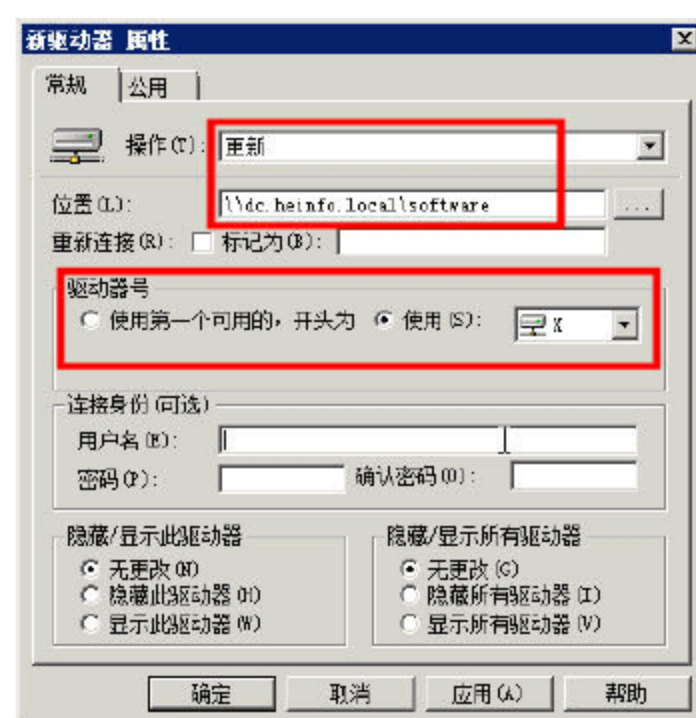 新驱动器 属性
常规 公用
操作(T): 重新
位置(L): \\dc.heinfo.local\software ...
重新连接(R): 标记为(B):
驱动器号
使用第一个可用的，开头为 使用(S): X
连接身份(可选)
用户名(E):
密码(P): 确认密码(O):
隐藏/显示此驱动器 隐藏/显示所有驱动器
无更改(N) 无更改(G)
隐藏此驱动器(H) 隐藏所有驱动器(I)
显示此驱动器(W) 显示所有驱动器(V)
确定 取消 应用(A) 帮助